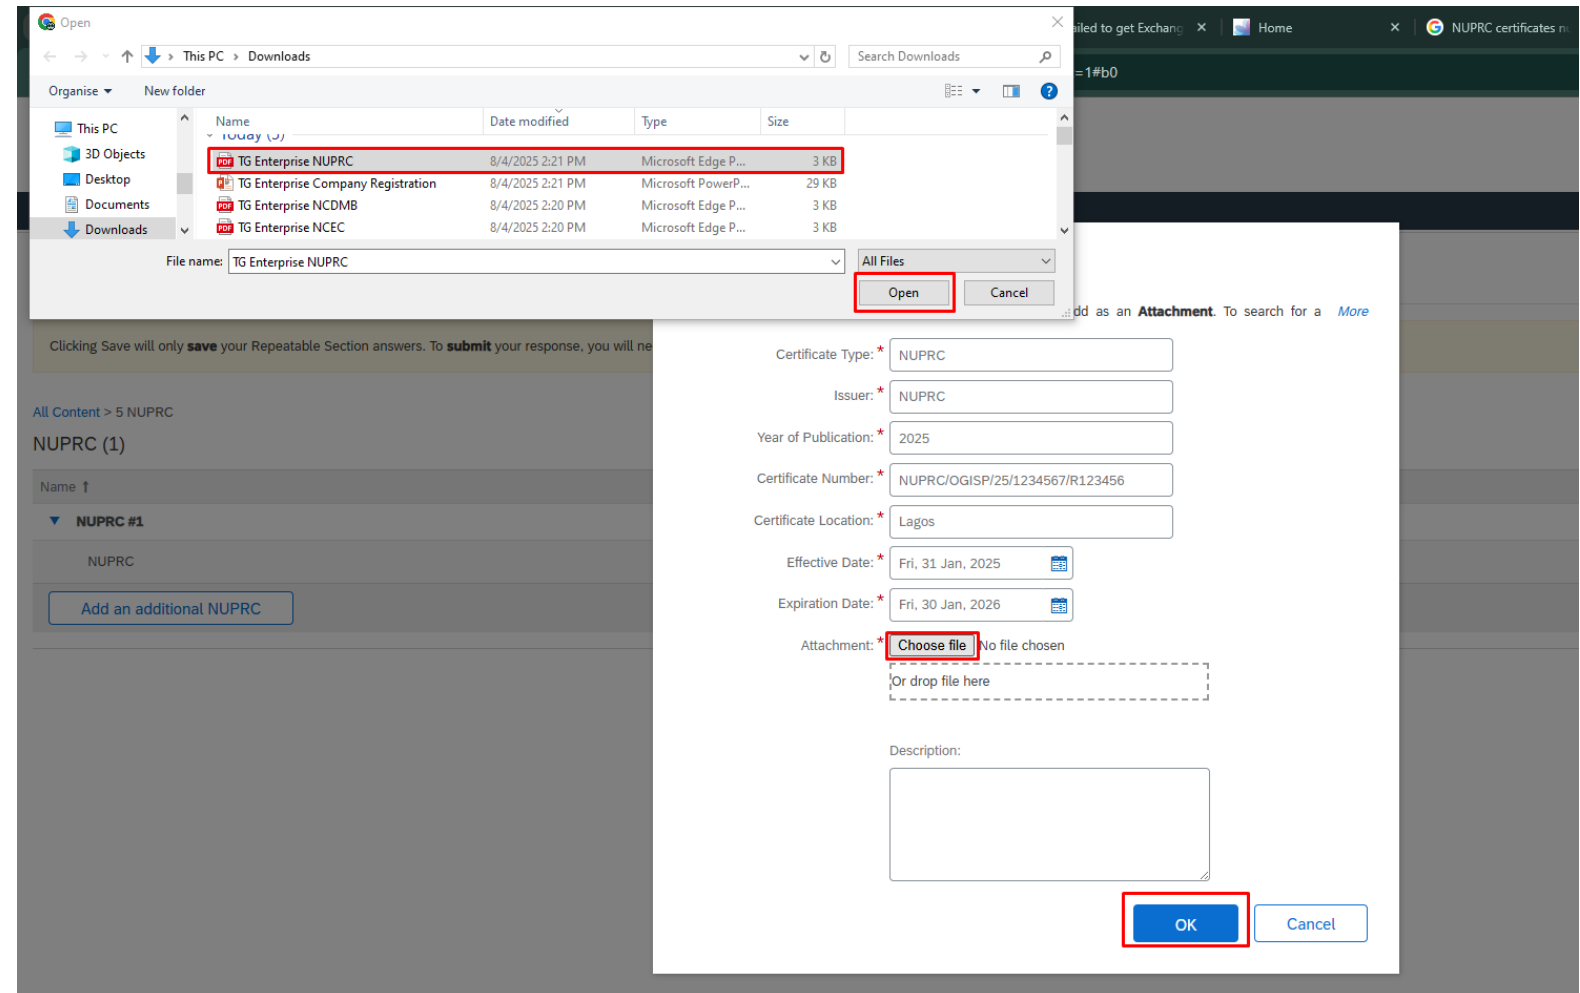 Open
ailed to get Exchang
Home
NUPRC certificates n
This PC > Downloads
Search Downloads
=1#b0
Organise
New folder
Name
Date modified
Type
Size
This PC
3D Objects
Desktop
Documents
Downloads
Today (5)
TG Enterprise NUPRC 8/4/2025 2:21 PM Microsoft Edge P... 3 KB
TG Enterprise Company Registration 8/4/2025 2:21 PM Microsoft PowerP... 29 KB
TG Enterprise NCDMB 8/4/2025 2:20 PM Microsoft Edge P... 3 KB
TG Enterprise NCEC 8/4/2025 2:20 PM Microsoft Edge P... 3 KB
File name: TG Enterprise NUPRC
All Files
Open
Cancel
dd as an Attachment. To search for a More
Clicking Save will only save your Repeatable Section answers. To submit your response, you will ne
All Content > 5 NUPRC
NUPRC (1)
Name ↑
NUPRC #1
NUPRC
Add an additional NUPRC
Certificate Type: * NUPRC
Issuer: * NUPRC
Year of Publication: * 2025
Certificate Number: * NUPRC/OGISP/25/1234567/R123456
Certificate Location: * Lagos
Effective Date: * Fri, 31 Jan, 2025
Expiration Date: * Fri, 30 Jan, 2026
Attachment: * Choose file No file chosen
Or drop file here
Description:
OK
Cancel